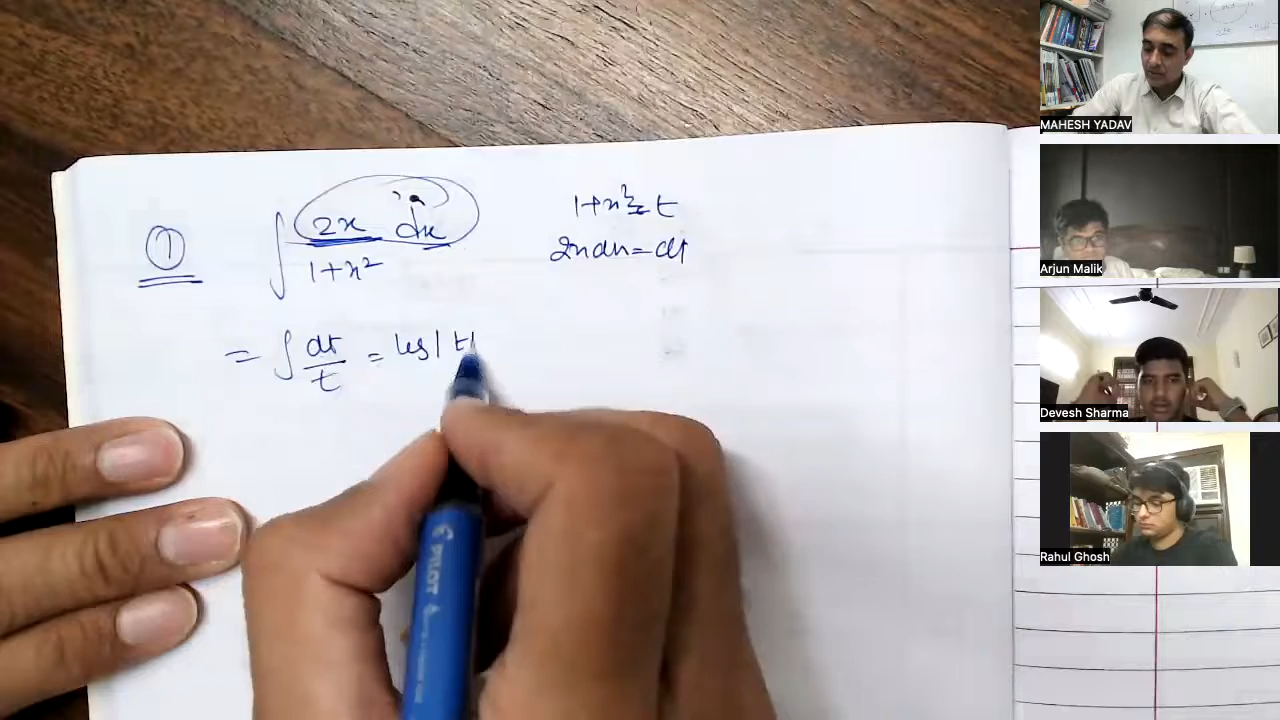 ① ∫ 2x dx / 1+x²
1+x² = t
2x dx = dt
= ∫ dt/t = log|t|
PILOT
MAHESH YADAV
Arjun Malik
Devesh Sharma
Rahul Ghosh